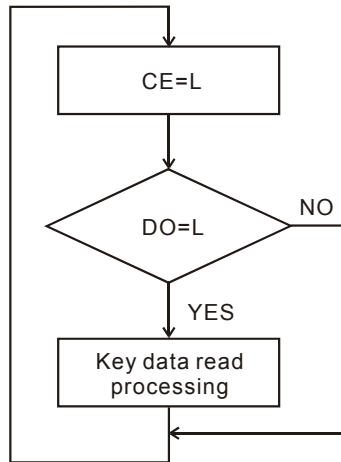 CE=L
DO=L
NO
YES
Key data read
processing